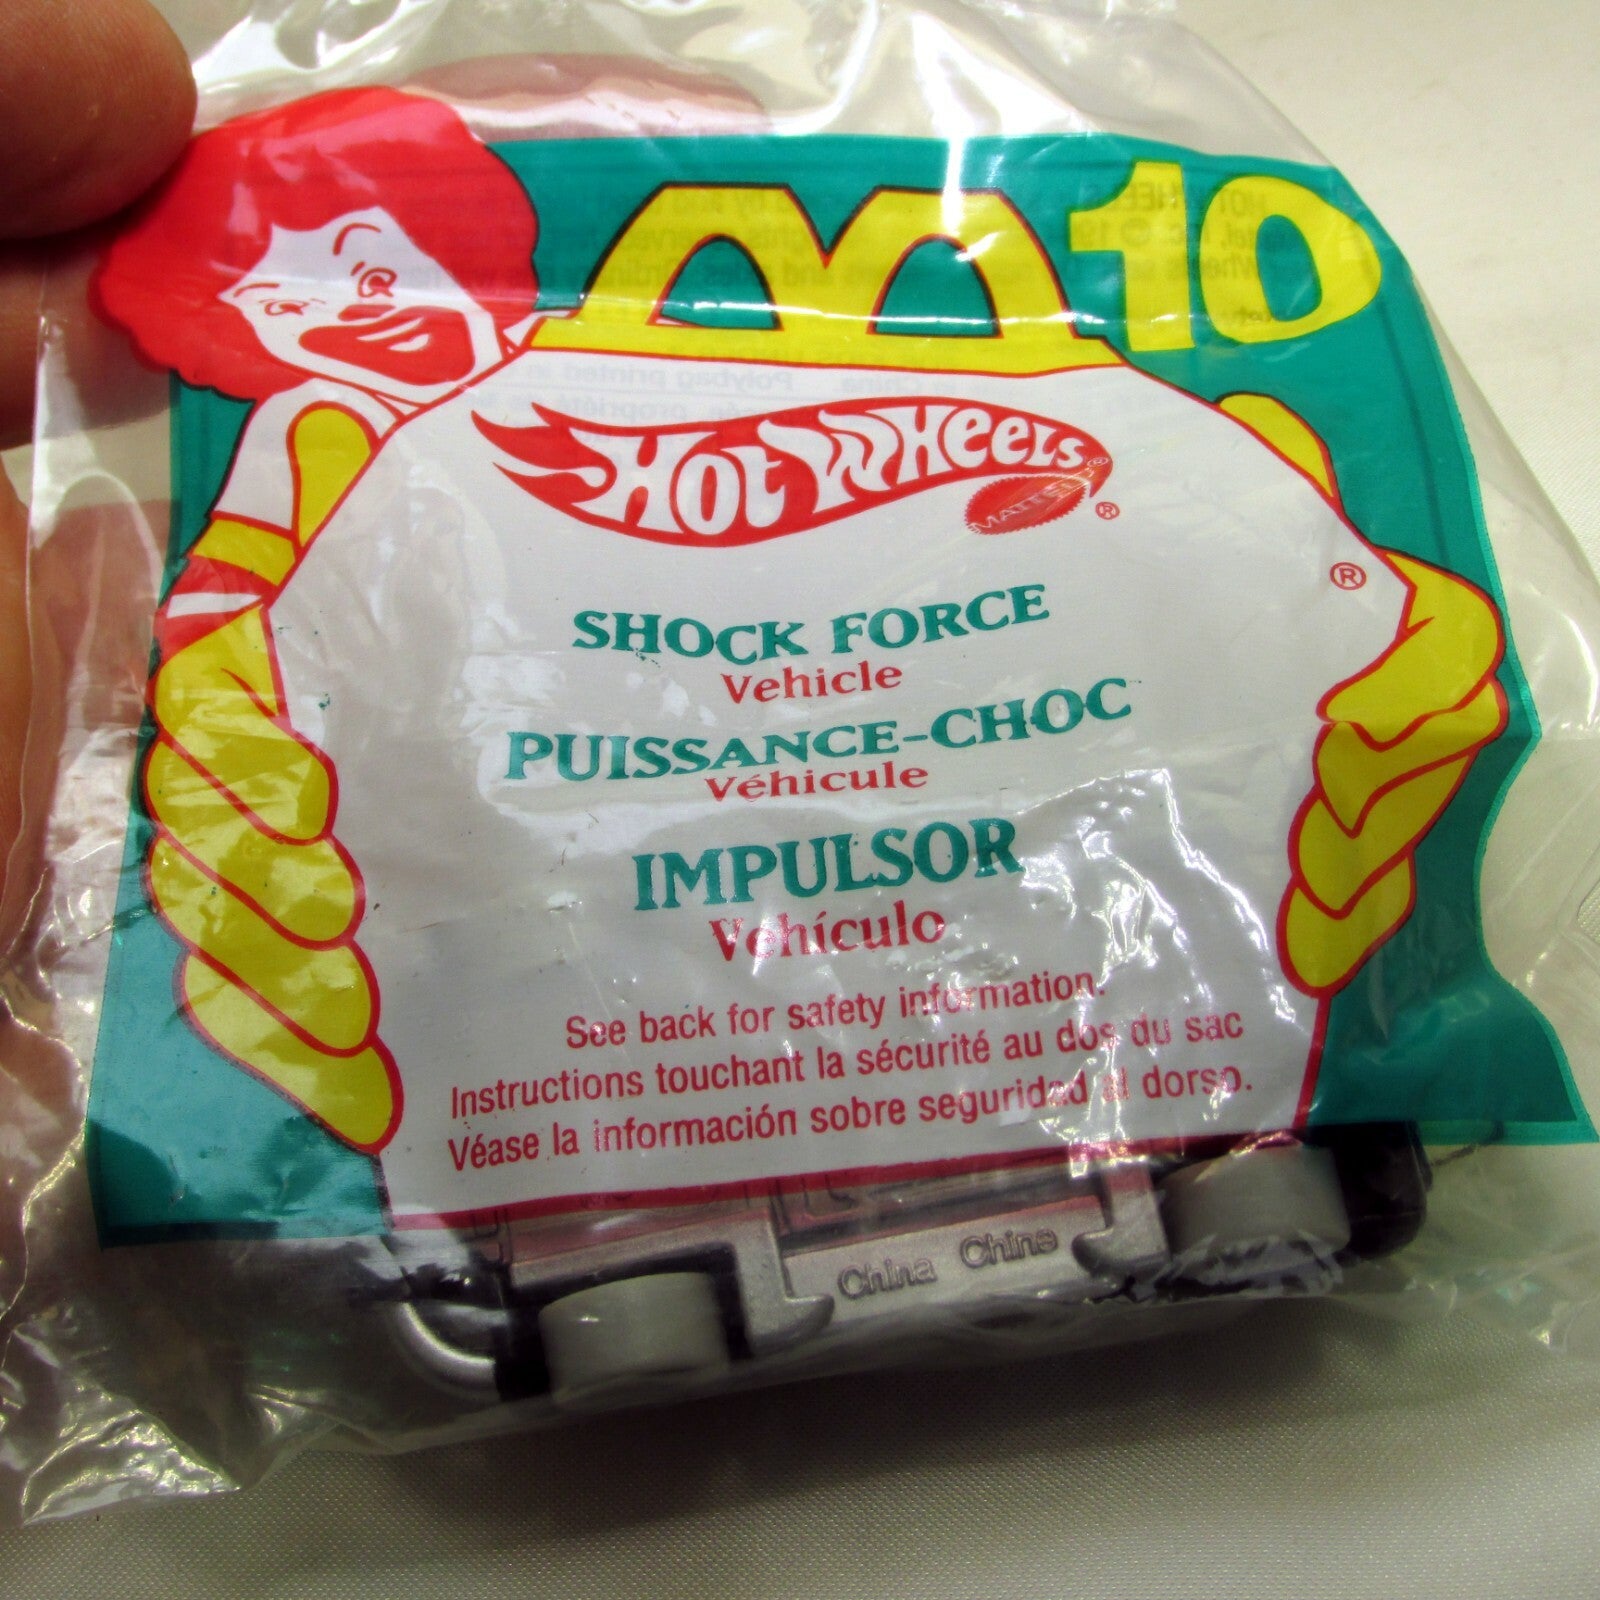 10
HOT WHEELS ®
MATTEL ®
®
SHOCK FORCE
Vehicle
PUISSANCE-CHOC
Véhicule
IMPULSOR
Vehículo
See back for safety information.
Instructions touchant la sécurité au dos du sac
Véase la información sobre seguridad al dorso.
China Chine